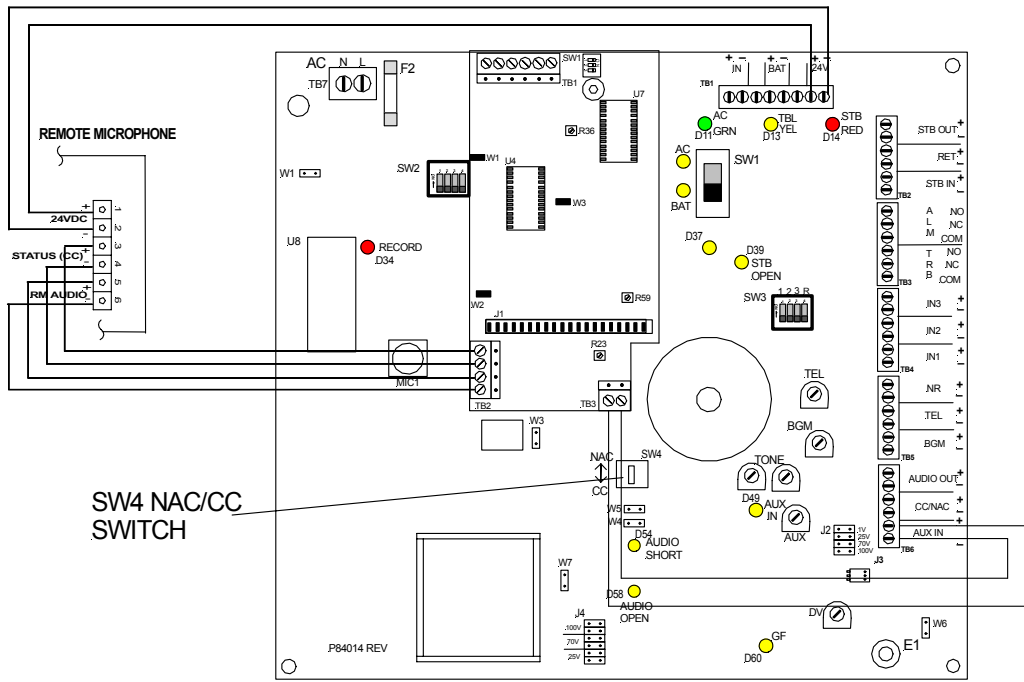 REMOTE MICROPHONE
1
+
24VDC
2
-
3
+
STATUS (CC)
4
-
5
+
RM AUDIO
6
-
AC N L
TB7
F2
SW1
TB1
U7
R36
+ - + - + -
IN BAT 24V
TB1
AC
D11 GRN
TBL
D13 YEL
STB
D14 RED
AC
SW1
BAT
W1
SW2
W1
U4
W3
U8
RECORD
D34
D37
D39
STB
OPEN
SW3
1 2 3 R
W2
R59
J1
R23
MIC1
TB2
TB3
STB OUT + -
RET
STB IN + -
TB2
ALM
NO
NC
COM
TRB
NO
NC
COM
TB3
IN3 + -
IN2 + -
IN1 + -
TB4
NR + -
TEL + -
BGM + -
TB5
AUDIO OUT + -
CC/NAC
AUX IN + -
TB6
TEL
BGM
TONE
D49
AUX
IN
AUX
W3
NAC
SW4
CC
SW4 NAC/CC
SWITCH
W5
W4
D54
AUDIO
SHORT
J2
1V
25V
70V
100V
J3
W7
D58
AUDIO
OPEN
J4
100V
70V
25V
DV
GF
D60
E1
W6
P84014 REV